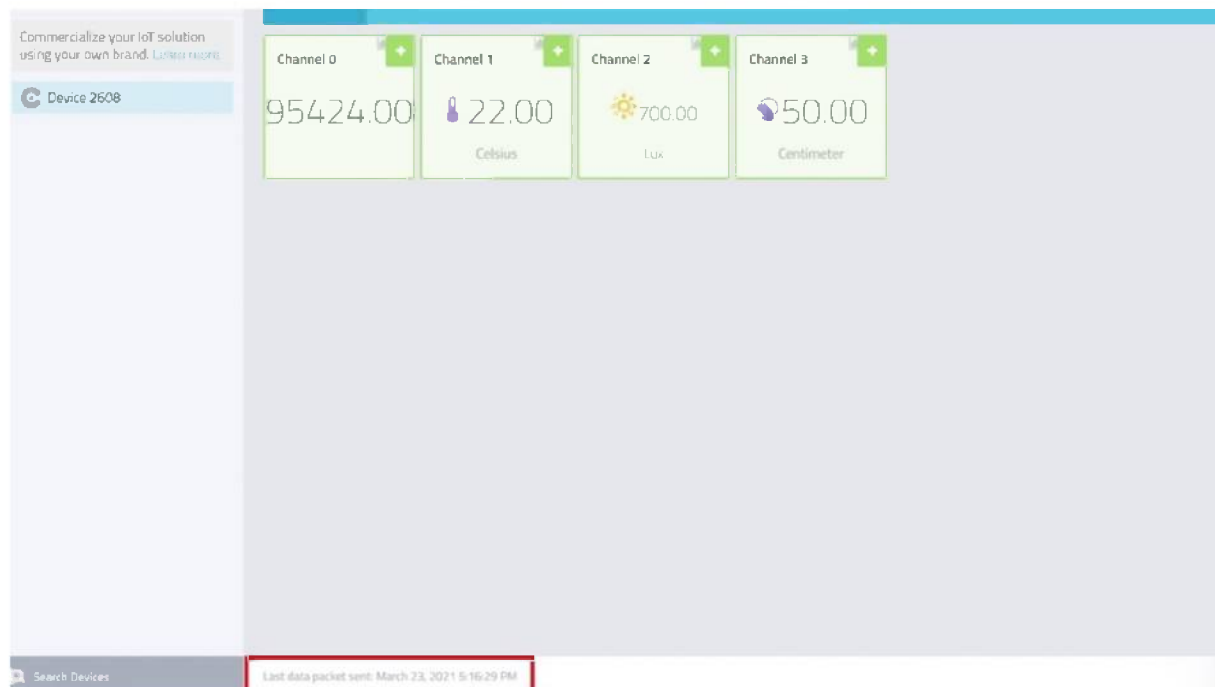 Commercialize your IoT solution
using your own brand. Learn more.
Device 2608
Channel 0
95424.00
Channel 1
22.00
Celsius
Channel 2
700.00
Lux
Channel 3
50.00
Centimeter
Search Devices
Last data packet sent: March 23, 2021 5:16:29 PM